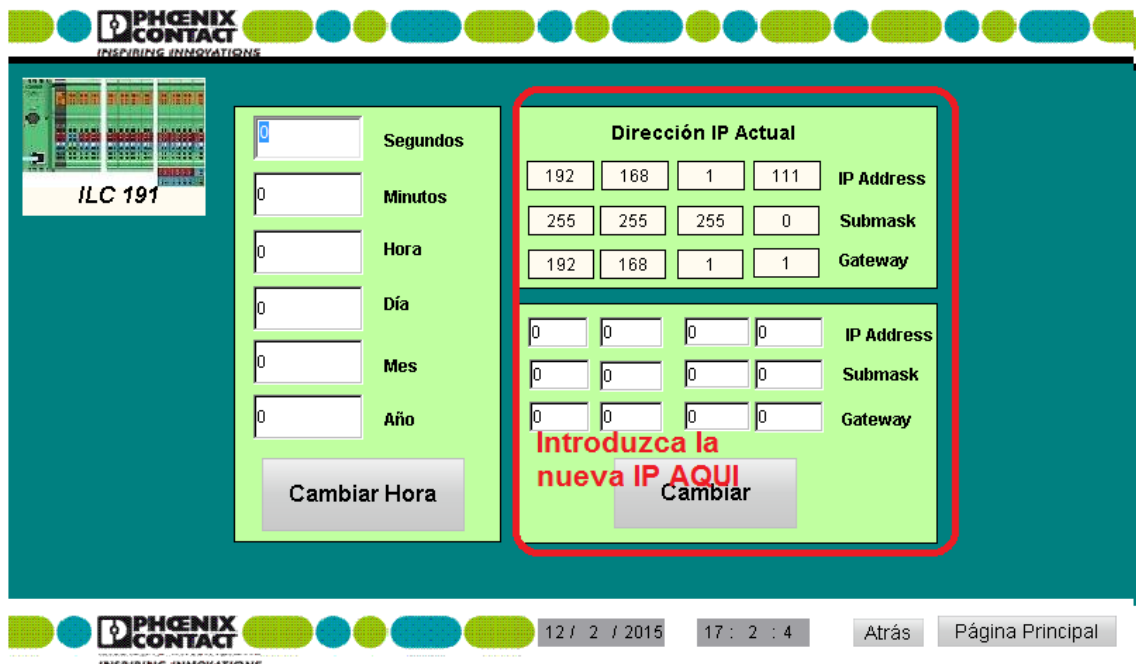 PHŒNIX
CONTACT
INSPIRING INNOVATIONS
ILC 191
0 Segundos
0 Minutos
0 Hora
0 Día
0 Mes
0 Año
Cambiar Hora
Dirección IP Actual
192 168 1 111 IP Address
255 255 255 0 Submask
192 168 1 1 Gateway
0 0 0 0 IP Address
0 0 0 0 Submask
0 0 0 0 Gateway
Introduzca la
nueva IP AQUI
Cambiar
PHŒNIX
CONTACT
INSPIRING INNOVATIONS
12 / 2 / 2015 17 : 2 : 4 Atrás Página Principal